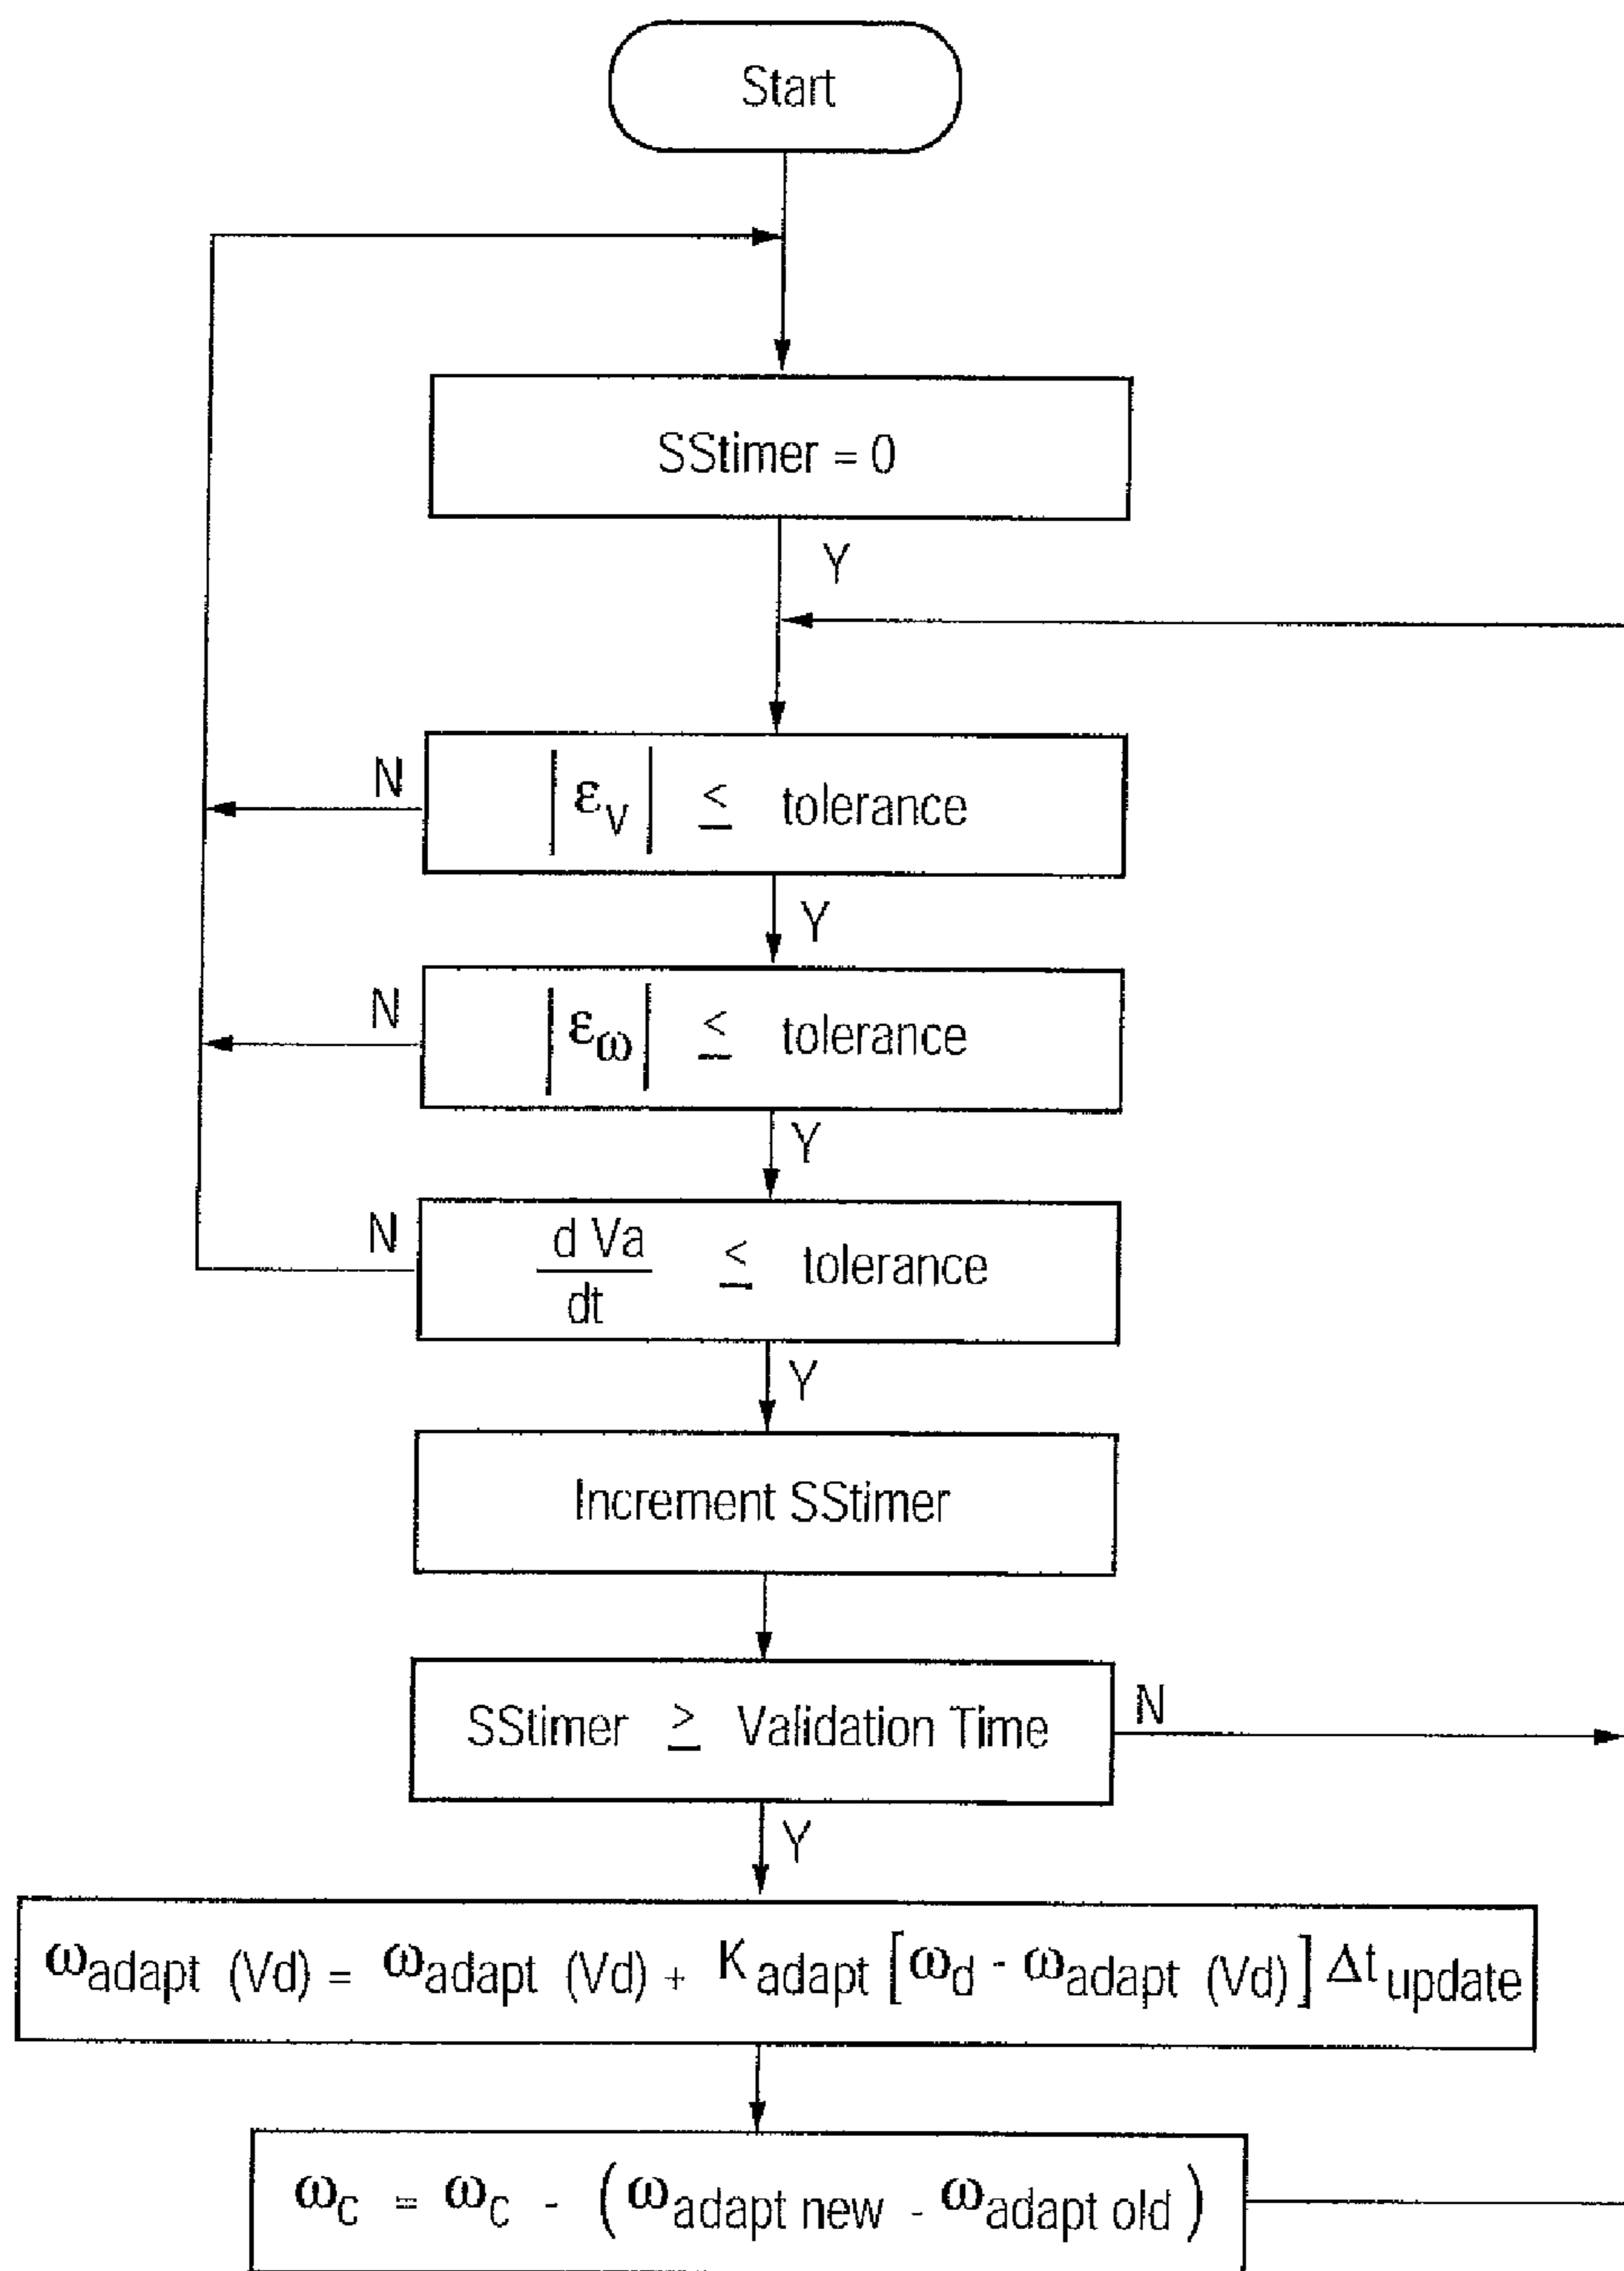 Start
SStimer = 0
Y
N
|εv| ≤ tolerance
Y
N
|εω| ≤ tolerance
Y
N
d Va
dt
≤ tolerance
Y
Increment SStimer
SStimer ≥ Validation Time
N
Y
ωadapt (Vd) = ωadapt (Vd) + Kadapt [ωd - ωadapt (Vd)] Δtupdate
ωc = ωc - (ωadapt new - ωadapt old)